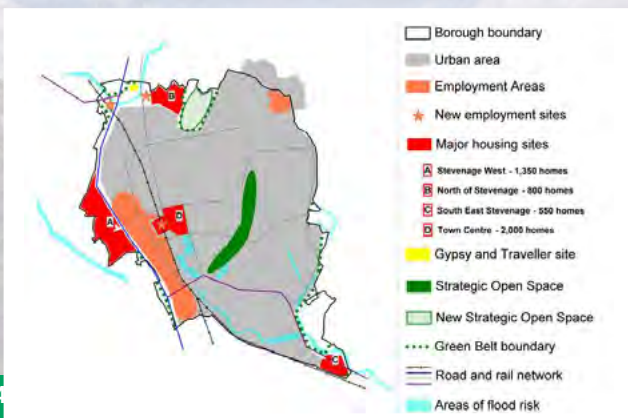 Borough boundary
Urban area
Employment Areas
New employment sites
Major housing sites
A Stevenage West - 1,350 homes
B North of Stevenage - 800 homes
C South East Stevenage - 550 homes
D Town Centre - 2,000 homes
Gypsy and Traveller site
Strategic Open Space
New Strategic Open Space
Green Belt boundary
Road and rail network
Areas of flood risk
B
A
D
C